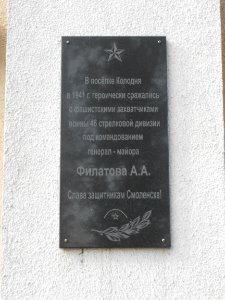 В посёлке Колодня
в 1941 г. героически сражались
с фашистскими захватчиками
воины 46 стрелковой дивизии
под командованием
генерал - майора
Филатова А.А.
Слава защитникам Смоленска!